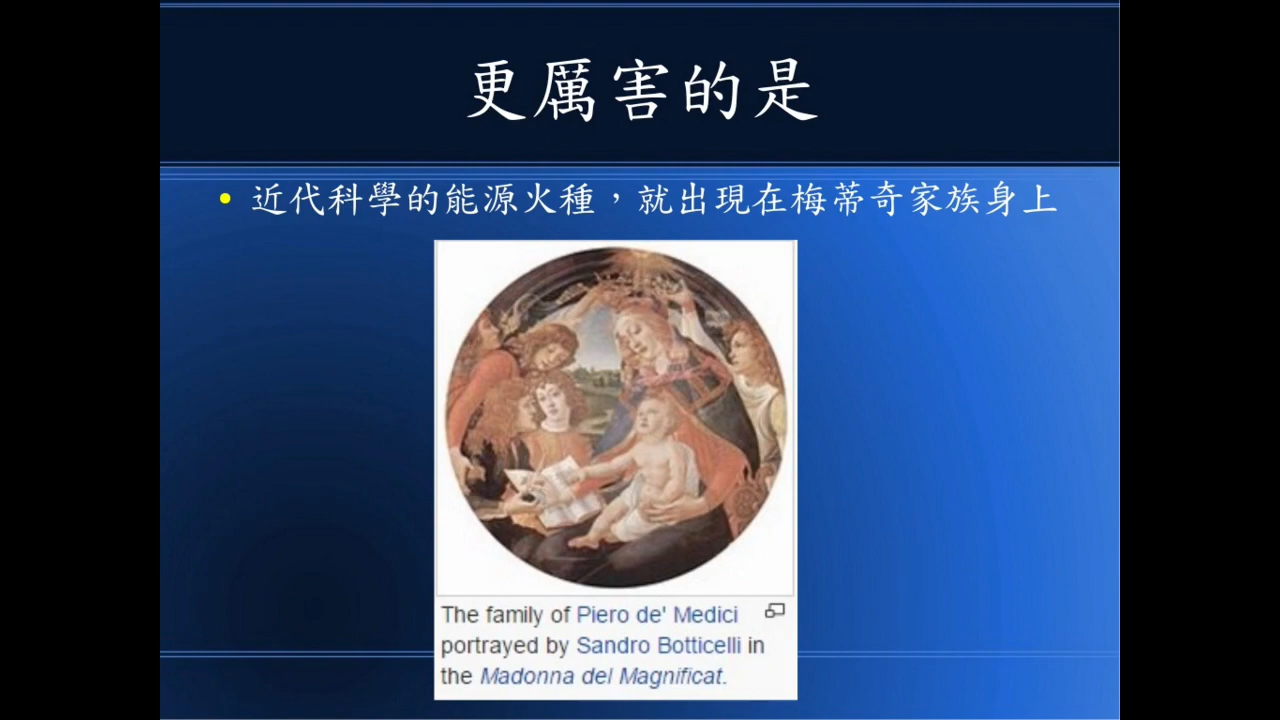 更厲害的是
近代科學的能源火種，就出現在梅蒂奇家族身上
The family of Piero de' Medici
portrayed by Sandro Botticelli in
the Madonna del Magnificat.